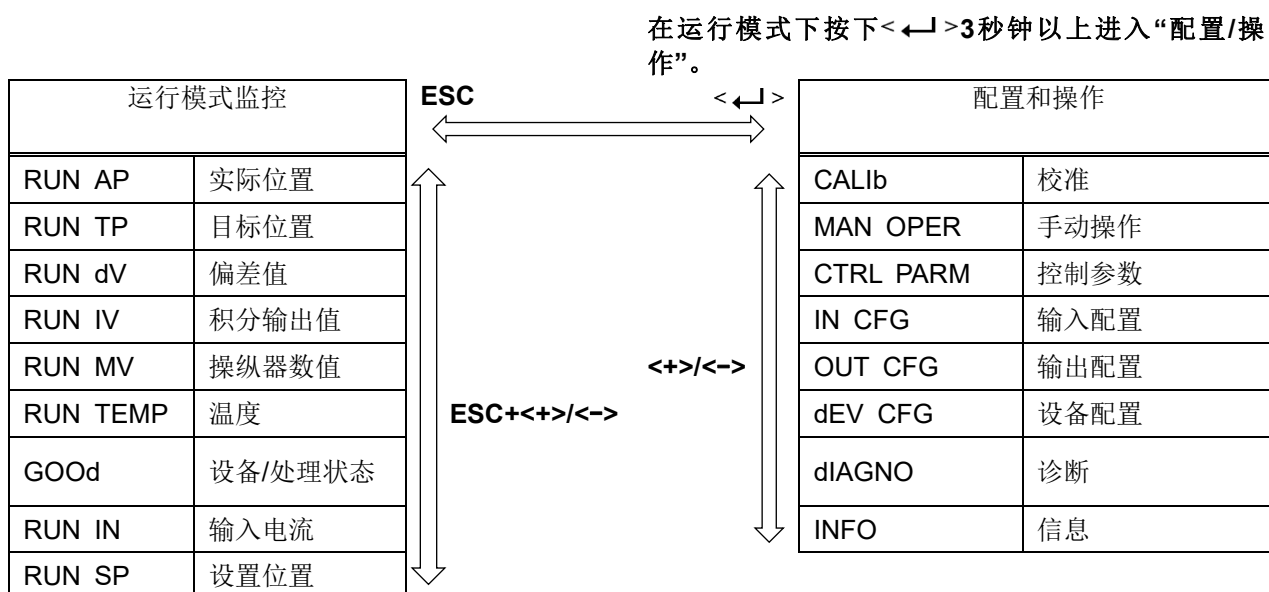 在运行模式下按下<↵>3秒钟以上进入“配置/操
作”。
运行模式监控 ESC <↵> 配置和操作
RUN AP 实际位置 CALIb 校准
RUN TP 目标位置 MAN OPER 手动操作
RUN dV 偏差值 CTRL PARM 控制参数
RUN IV 积分输出值 IN CFG 输入配置
RUN MV 操纵器数值 <+>/<−> OUT CFG 输出配置
RUN TEMP 温度 ESC+<+>/<−> dEV CFG 设备配置
GOOd 设备/处理状态 dIAGNO 诊断
RUN IN 输入电流 INFO 信息
RUN SP 设置位置